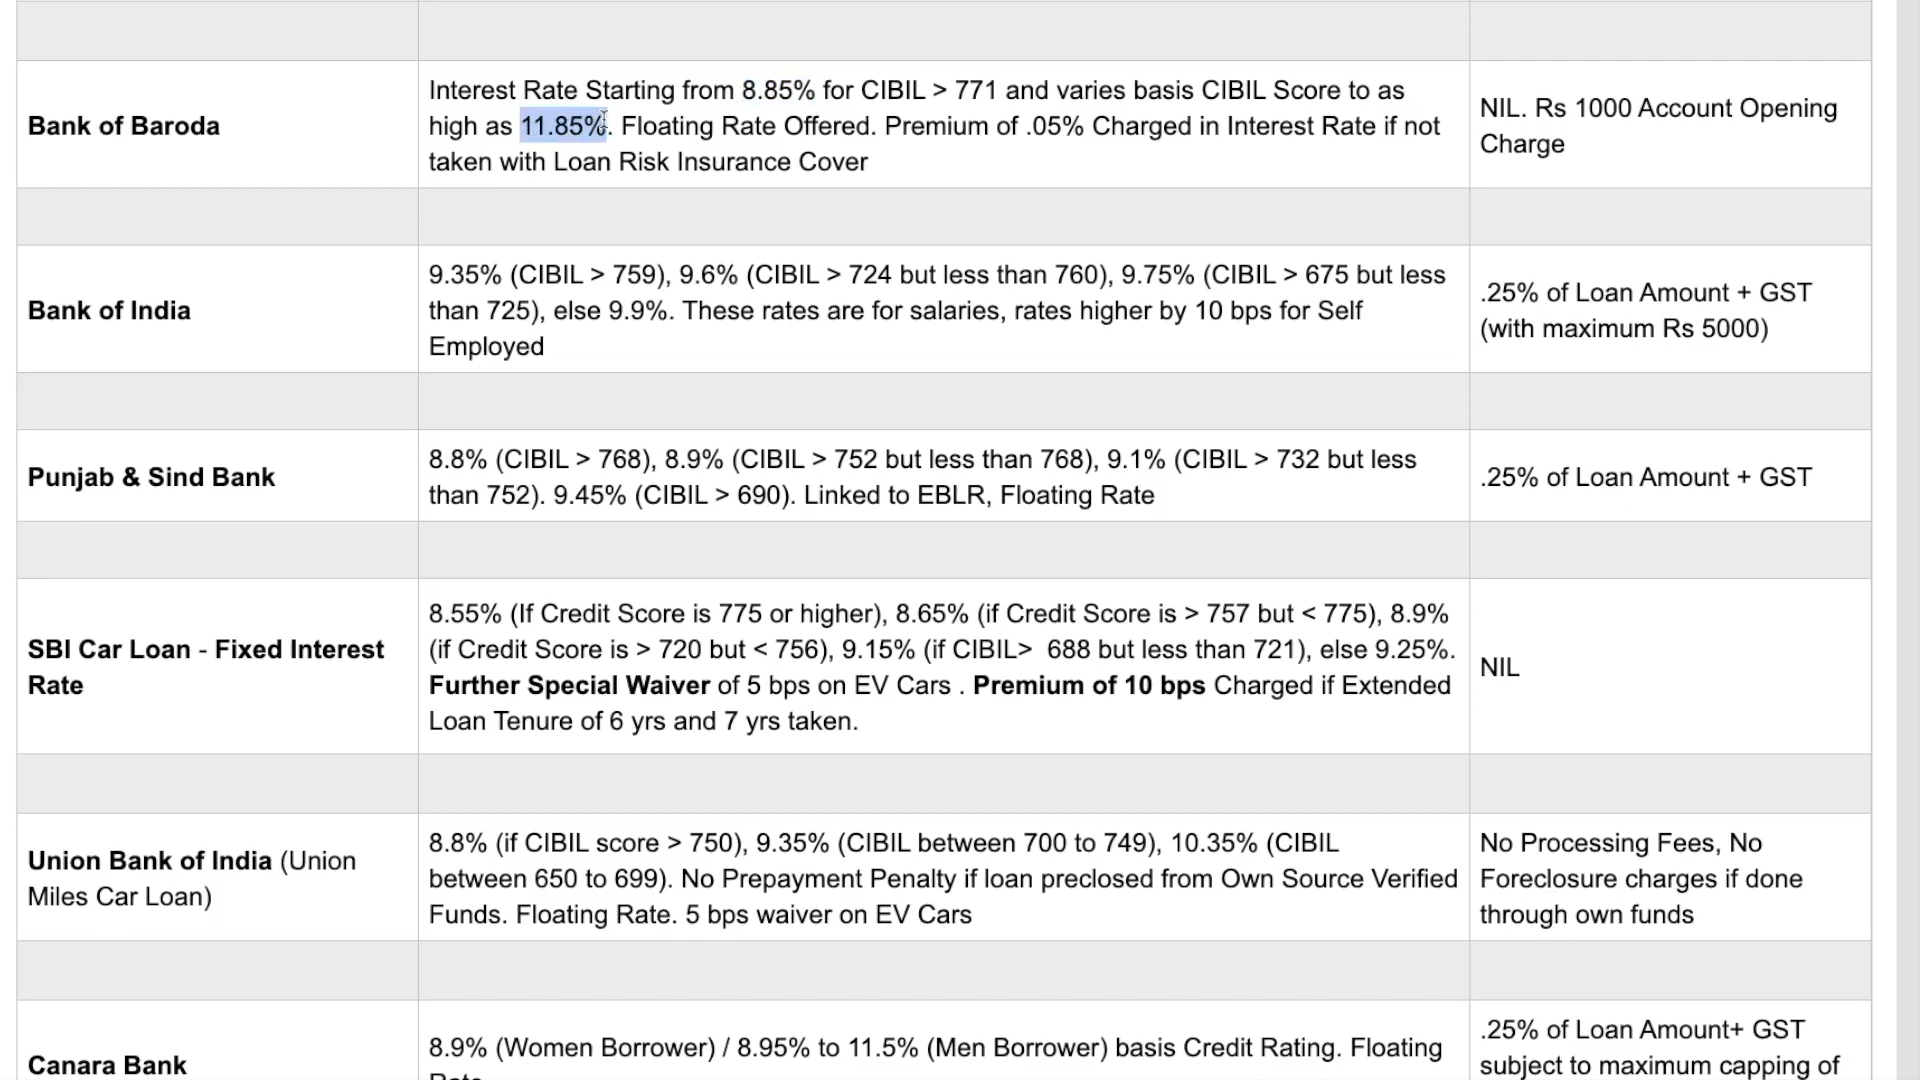 Bank of Baroda
Interest Rate Starting from 8.85% for CIBIL > 771 and varies basis CIBIL Score to as
high as 11.85%. Floating Rate Offered. Premium of .05% Charged in Interest Rate if not
taken with Loan Risk Insurance Cover
NIL. Rs 1000 Account Opening
Charge
Bank of India
9.35% (CIBIL > 759), 9.6% (CIBIL > 724 but less than 760), 9.75% (CIBIL > 675 but less
than 725), else 9.9%. These rates are for salaries, rates higher by 10 bps for Self
Employed
.25% of Loan Amount + GST
(with maximum Rs 5000)
Punjab & Sind Bank
8.8% (CIBIL > 768), 8.9% (CIBIL > 752 but less than 768), 9.1% (CIBIL > 732 but less
than 752). 9.45% (CIBIL > 690). Linked to EBLR, Floating Rate
.25% of Loan Amount + GST
SBI Car Loan - Fixed Interest
Rate
8.55% (If Credit Score is 775 or higher), 8.65% (if Credit Score is > 757 but < 775), 8.9%
(if Credit Score is > 720 but < 756), 9.15% (if CIBIL>  688 but less than 721), else 9.25%.
Further Special Waiver of 5 bps on EV Cars . Premium of 10 bps Charged if Extended
Loan Tenure of 6 yrs and 7 yrs taken.
NIL
Union Bank of India (Union
Miles Car Loan)
8.8% (if CIBIL score > 750), 9.35% (CIBIL between 700 to 749), 10.35% (CIBIL
between 650 to 699). No Prepayment Penalty if loan preclosed from Own Source Verified
Funds. Floating Rate. 5 bps waiver on EV Cars
No Processing Fees, No
Foreclosure charges if done
through own funds
Canara Bank
8.9% (Women Borrower) / 8.95% to 11.5% (Men Borrower) basis Credit Rating. Floating
.25% of Loan Amount+ GST
subject to maximum capping of